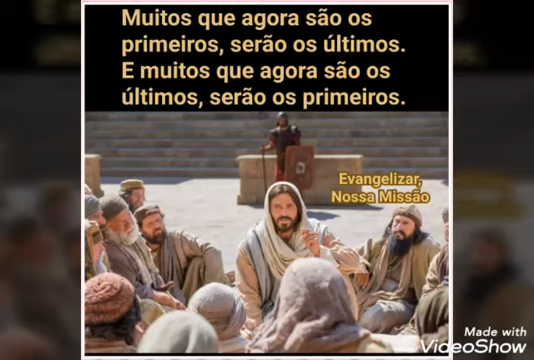 Muitos que agora são os
primeiros, serão os últimos.
E muitos que agora são os
últimos, serão os primeiros.
Evangelizar,
Nossa Missão
Made with
VideoShow